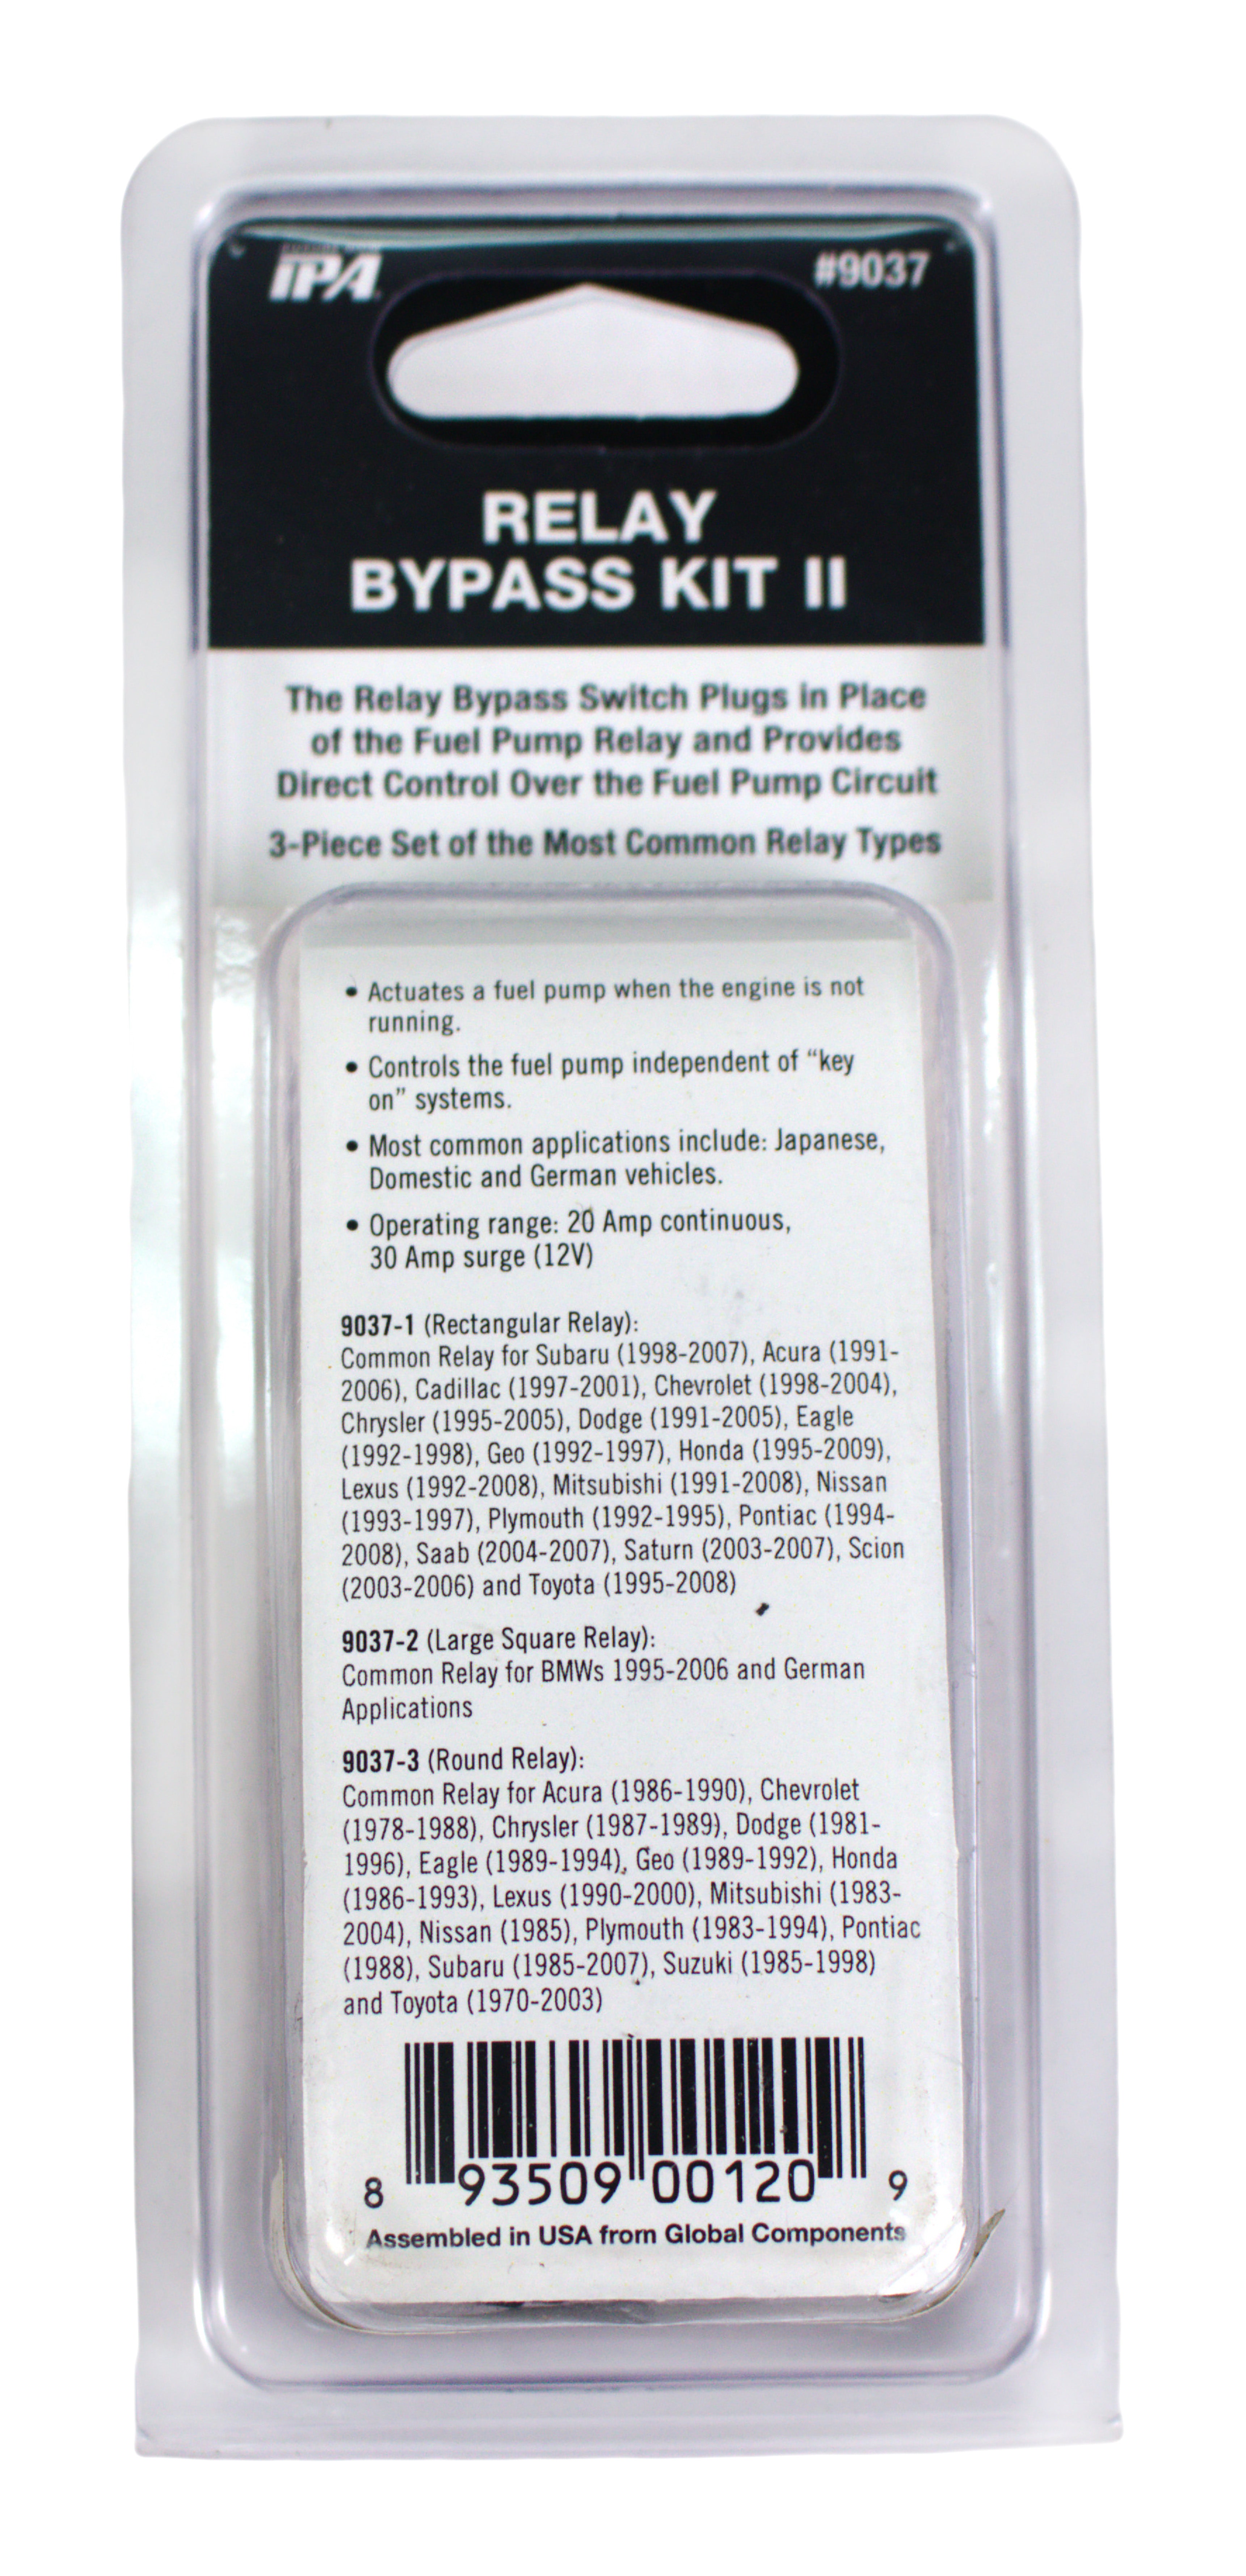 IPA
#9037
RELAY
BYPASS KIT II
The Relay Bypass Switch Plugs in Place
of the Fuel Pump Relay and Provides
Direct Control Over the Fuel Pump Circuit
3-Piece Set of the Most Common Relay Types
• Actuates a fuel pump when the engine is not
running.
• Controls the fuel pump independent of “key
on” systems.
• Most common applications include: Japanese,
Domestic and German vehicles.
• Operating range: 20 Amp continuous,
30 Amp surge (12V)
9037-1 (Rectangular Relay):
Common Relay for Subaru (1998-2007), Acura (1991-
2006), Cadillac (1997-2001), Chevrolet (1998-2004),
Chrysler (1995-2005), Dodge (1991-2005), Eagle
(1992-1998), Geo (1992-1997), Honda (1995-2009),
Lexus (1992-2008), Mitsubishi (1991-2008), Nissan
(1993-1997), Plymouth (1992-1995), Pontiac (1994-
2008), Saab (2004-2007), Saturn (2003-2007), Scion
(2003-2006) and Toyota (1995-2008)
9037-2 (Large Square Relay):
Common Relay for BMWs 1995-2006 and German
Applications
9037-3 (Round Relay):
Common Relay for Acura (1986-1990), Chevrolet
(1978-1988), Chrysler (1987-1989), Dodge (1981-
1996), Eagle (1989-1994), Geo (1989-1992), Honda
(1986-1993), Lexus (1990-2000), Mitsubishi (1983-
2004), Nissan (1985), Plymouth (1983-1994), Pontiac
(1988), Subaru (1985-2007), Suzuki (1985-1998)
and Toyota (1970-2003)
8 93509 00120 9
Assembled in USA from Global Components